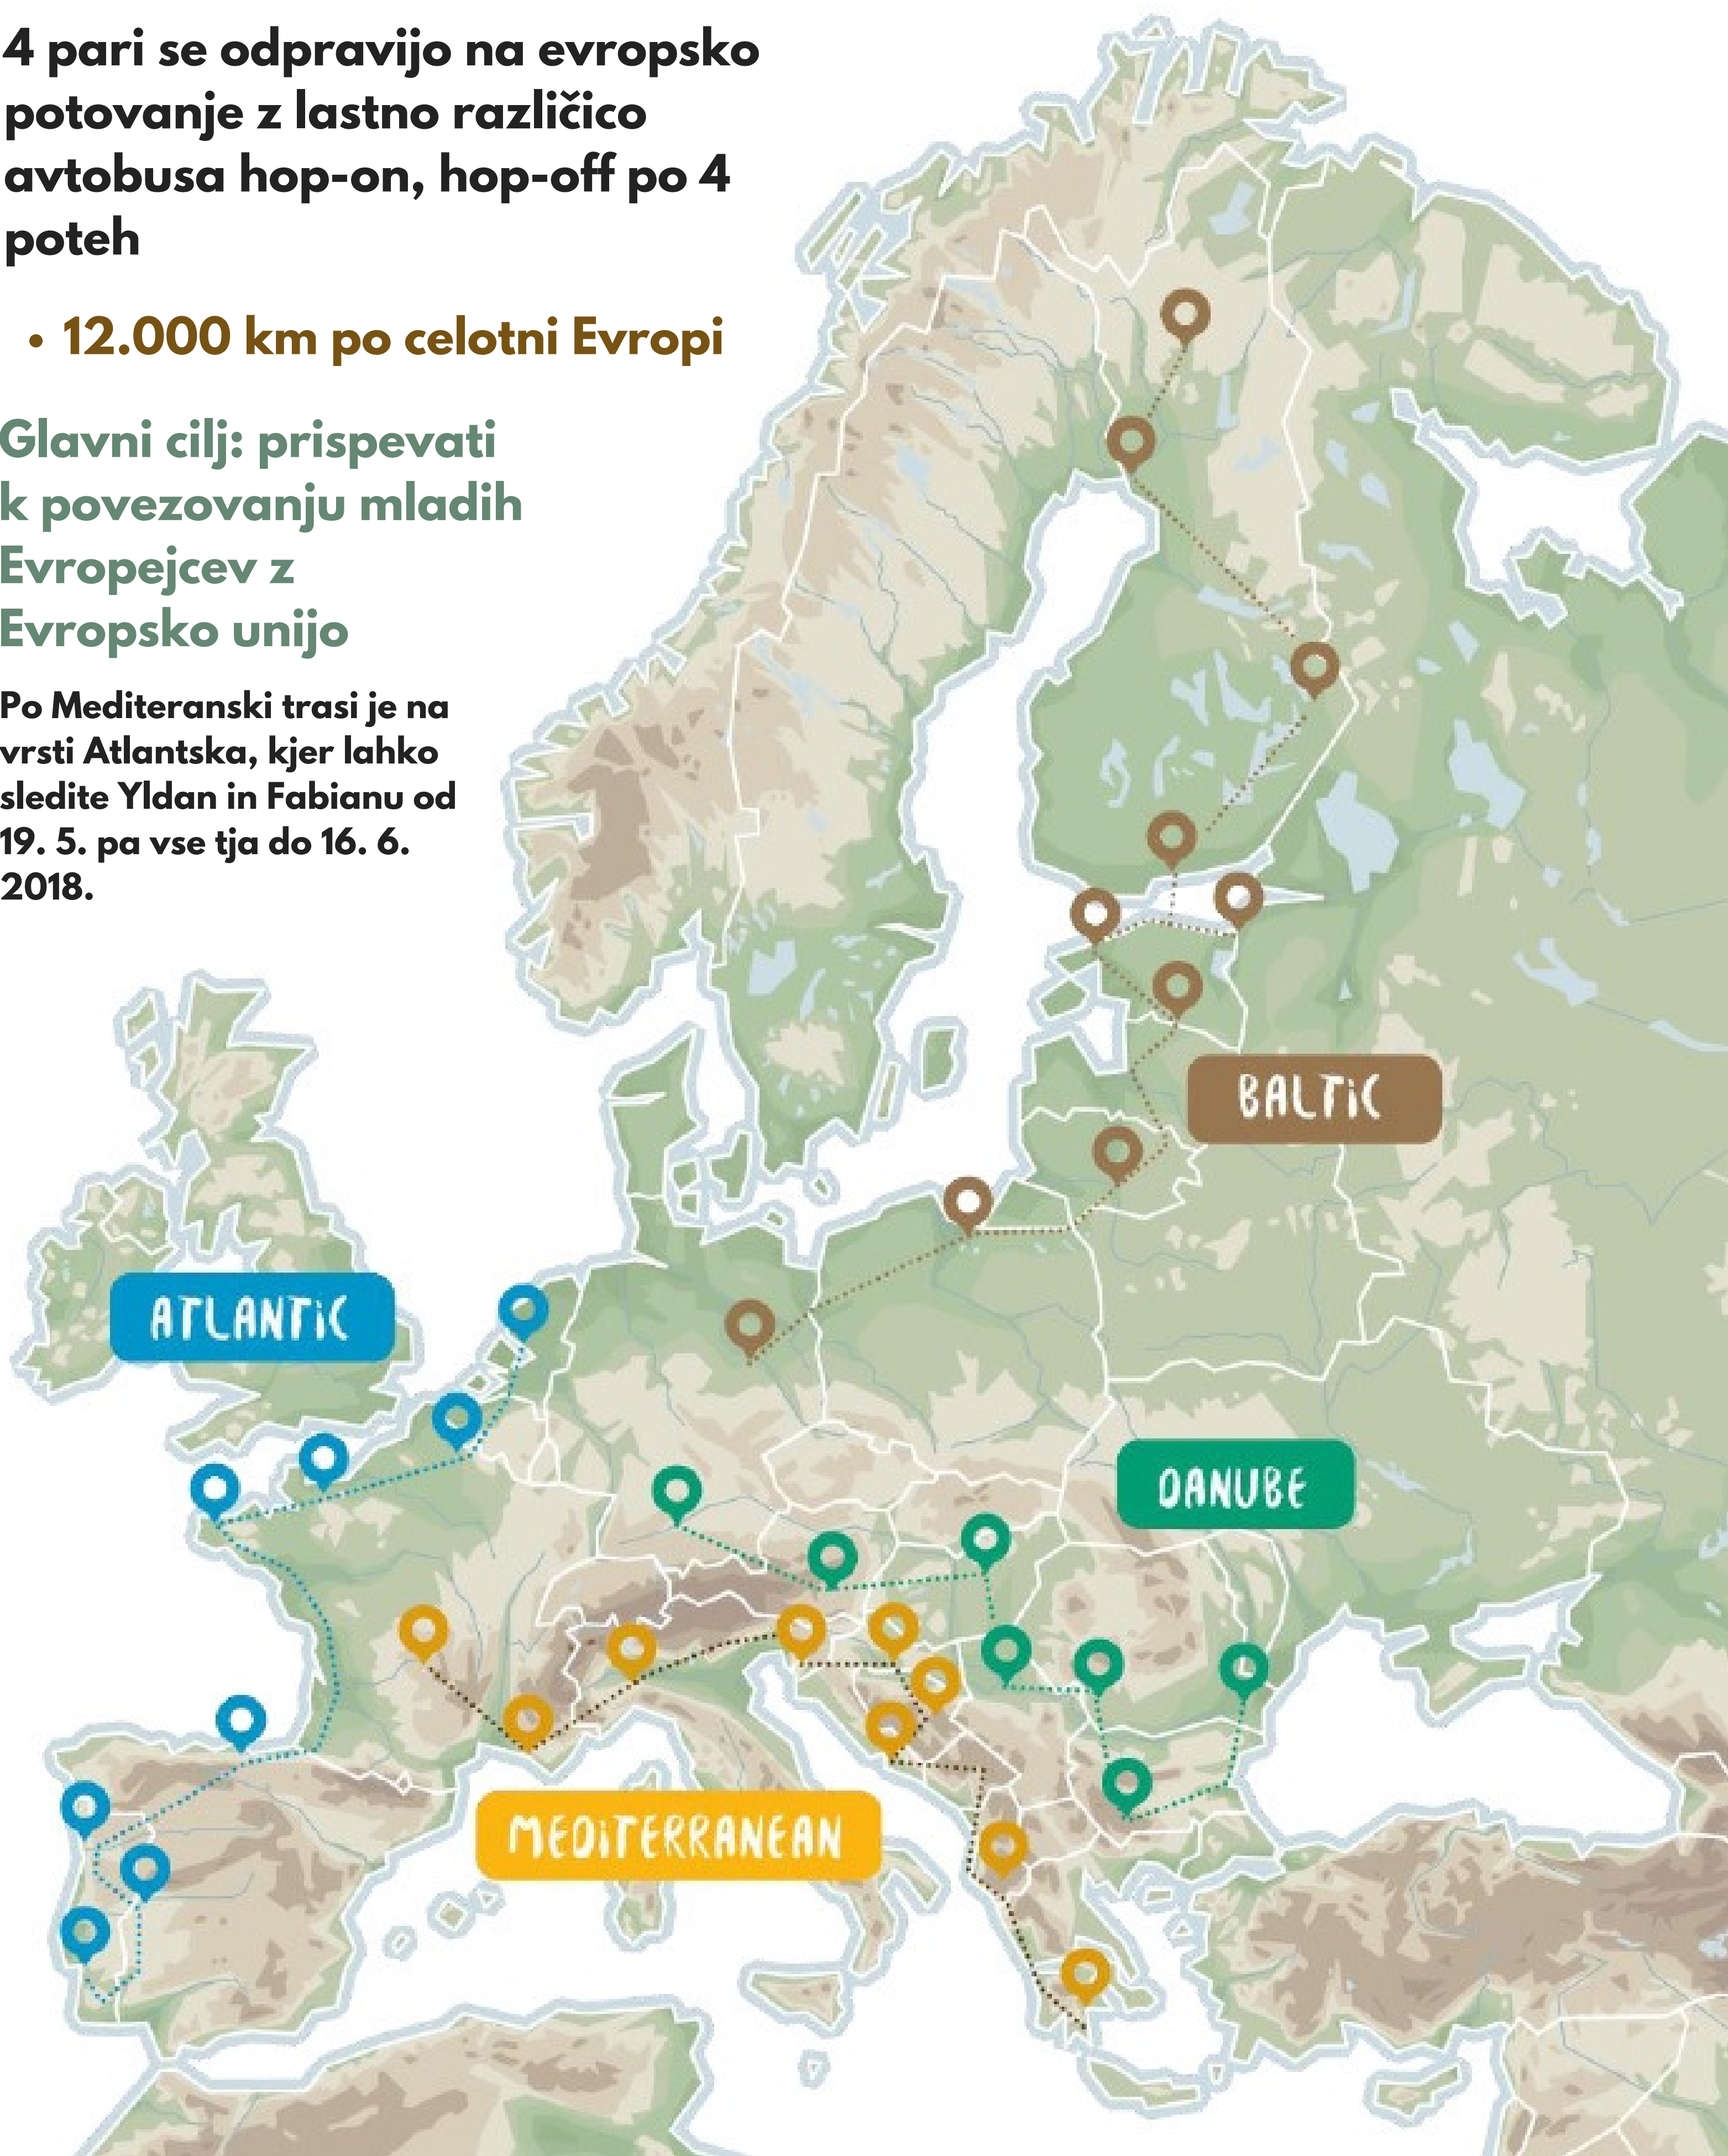 4 pari se odpravijo na evropsko
potovanje z lastno različico
avtobusa hop-on, hop-off po 4
poteh
• 12.000 km po celotni Evropi
Glavni cilj: prispevati
k povezovanju mladih
Evropejcev z
Evropsko unijo
Po Mediteranski trasi je na
vrsti Atlantska, kjer lahko
sledite Yldan in Fabianu od
19. 5. pa vse tja do 16. 6.
2018.
BALTIC
ATLANTIC
DANUBE
MEDITERRANEAN